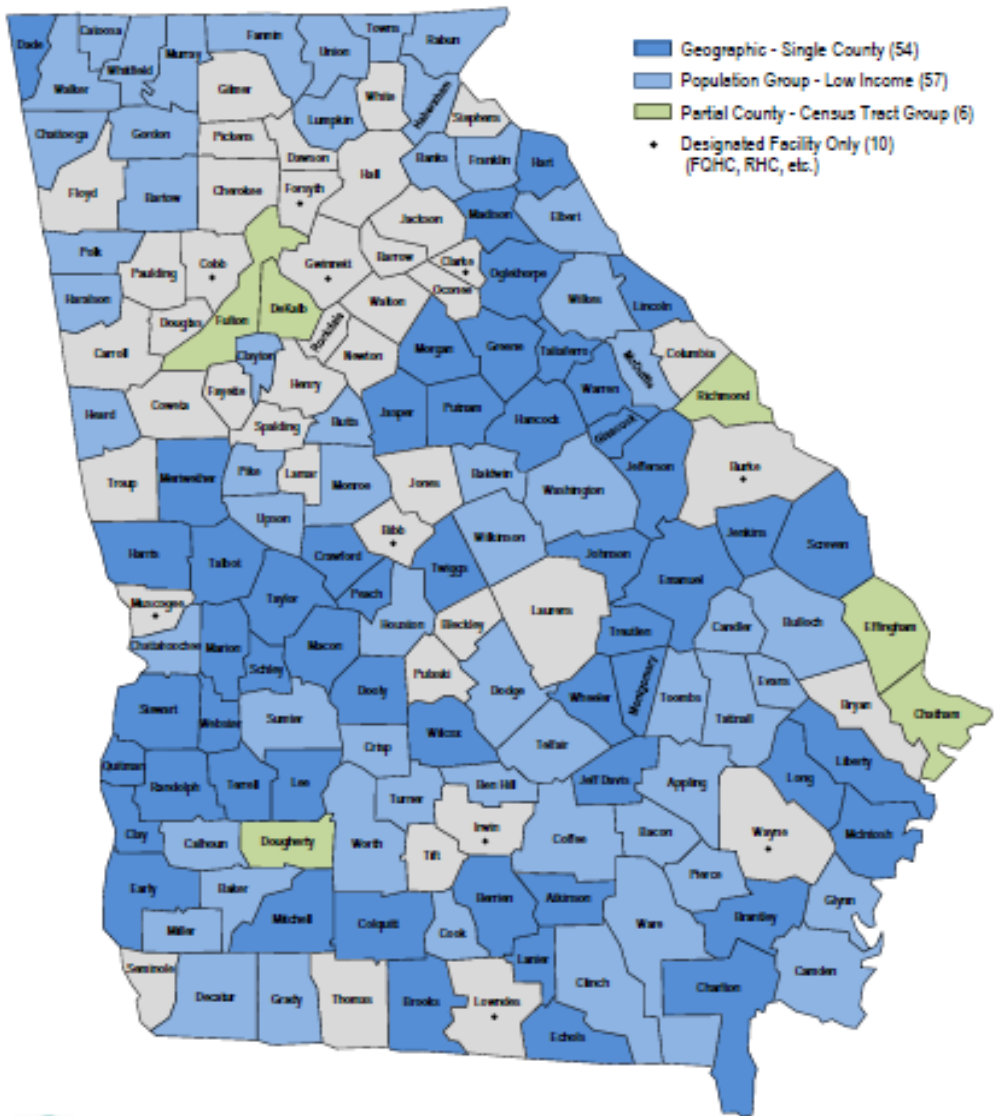 Geographic - Single County (54)
Population Group - Low Income (57)
Partial County - Census Tract Group (6)
Designated Facility Only (10)
(FQHC, RHC, etc.)
Dade
Catoosa
Whitfield
Murray
Fannin
Union
Towns
Rabun
Walker
Gilmer
White
Habersham
Lumpkin
Stephens
Chattooga
Gordon
Pickens
Dawson
Hall
Banks
Franklin
Hart
Floyd
Bartow
Cherokee
Forsyth
Jackson
Madison
Elbert
Polk
Paulding
Cobb
Gwinnett
Barrow
Clarke
Oconee
Oglethorpe
Wilkes
Lincoln
Haralson
Douglas
Fulton
DeKalb
Rockdale
Walton
Carroll
Clayton
Newton
Morgan
Greene
Taliaferro
McDuffie
Columbia
Richmond
Heard
Coweta
Fayette
Henry
Spalding
Butts
Jasper
Putnam
Hancock
Warren
Glascock
Jefferson
Burke
Troup
Meriwether
Pike
Lamar
Monroe
Jones
Baldwin
Washington
Upson
Bibb
Wilkinson
Jenkins
Screven
Harris
Talbot
Crawford
Twiggs
Johnson
Emanuel
Taylor
Peach
Muscogee
Houston
Bleckley
Laurens
Treutlen
Candler
Bulloch
Effingham
Chattahoochee
Marion
Macon
Schley
Dooly
Pulaski
Dodge
Wheeler
Montgomery
Toombs
Evans
Tattnall
Bryan
Chatham
Stewart
Webster
Sumter
Crisp
Wilcox
Telfair
Quitman
Randolph
Terrell
Lee
Turner
Ben Hill
Jeff Davis
Appling
Long
Liberty
Clay
Calhoun
Dougherty
Worth
Tift
Irwin
Coffee
Bacon
Wayne
McIntosh
Early
Baker
Miller
Mitchell
Colquitt
Cook
Berrien
Atkinson
Pierce
Ware
Brantley
Glynn
Seminole
Decatur
Grady
Thomas
Brooks
Lowndes
Lanier
Clinch
Echols
Charlton
Camden